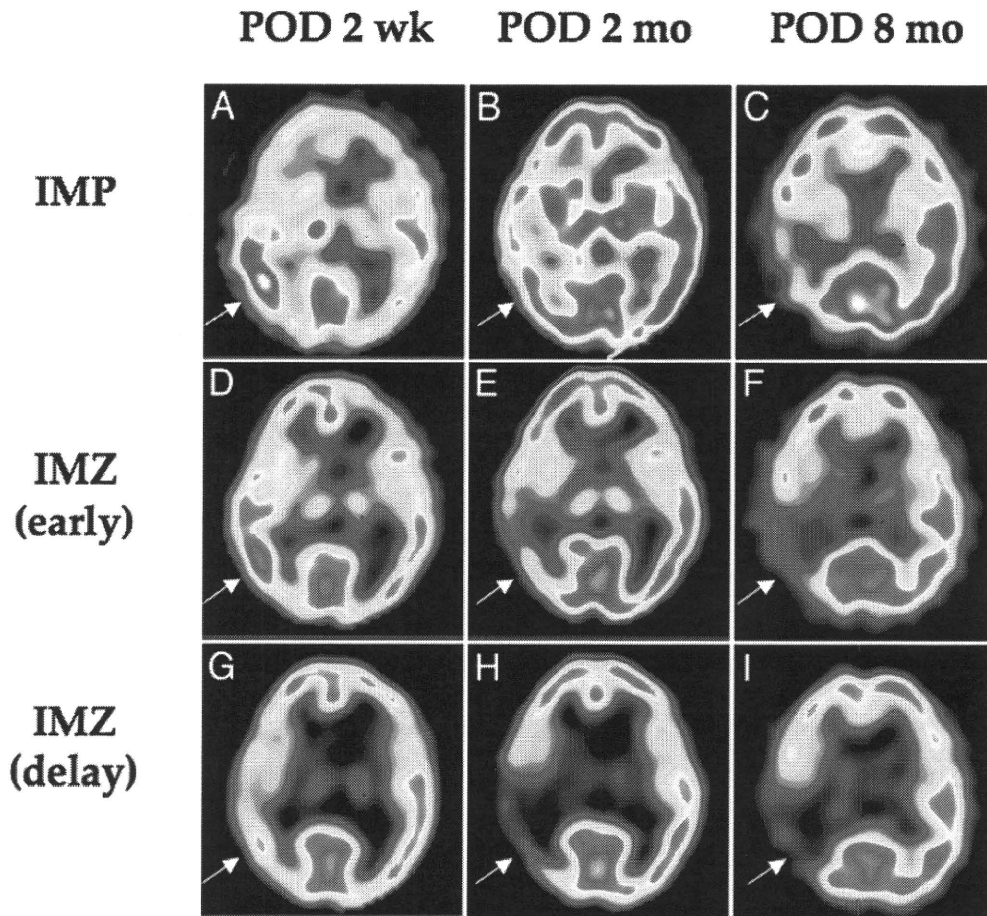 POD 2 wk POD 2 mo POD 8 mo
IMP
A B C
IMZ
(early)
D E F
IMZ
(delay)
G H I